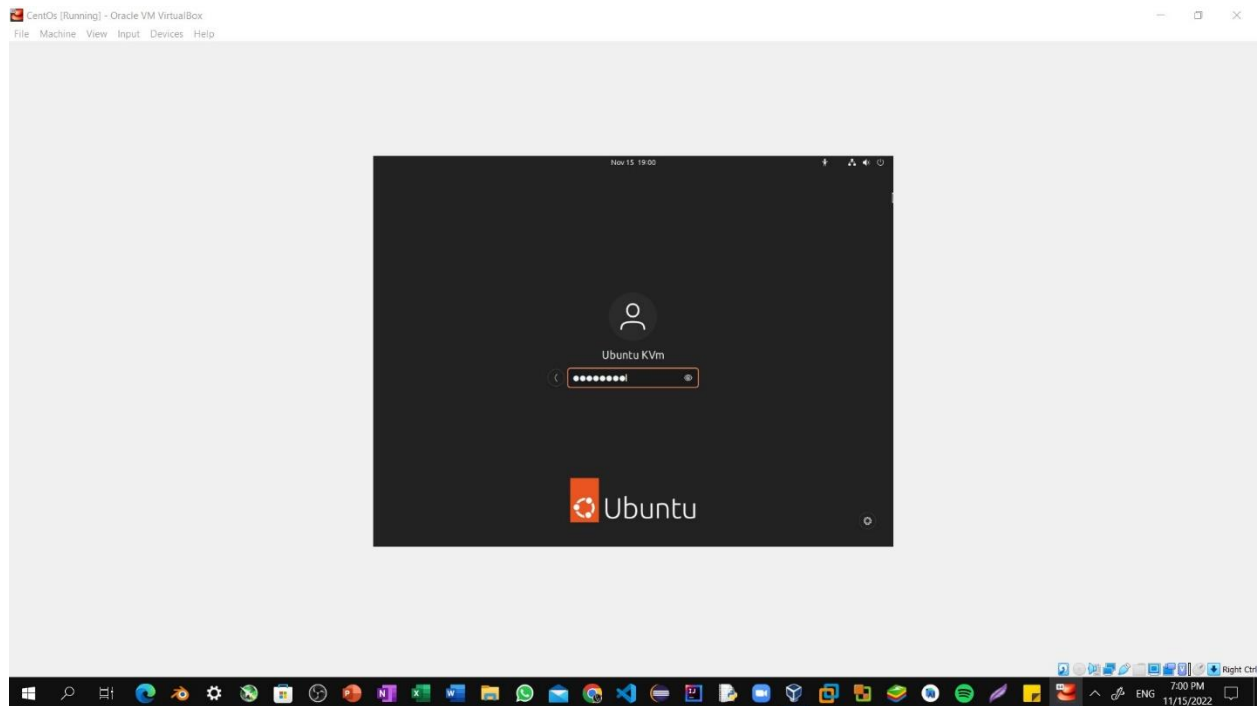 CentOs [Running] - Oracle VM VirtualBox
File Machine View Input Devices Help
Nov 15 19:00
Ubuntu KVm
Ubuntu
Right Ctrl
ENG
7:00 PM
11/15/2022